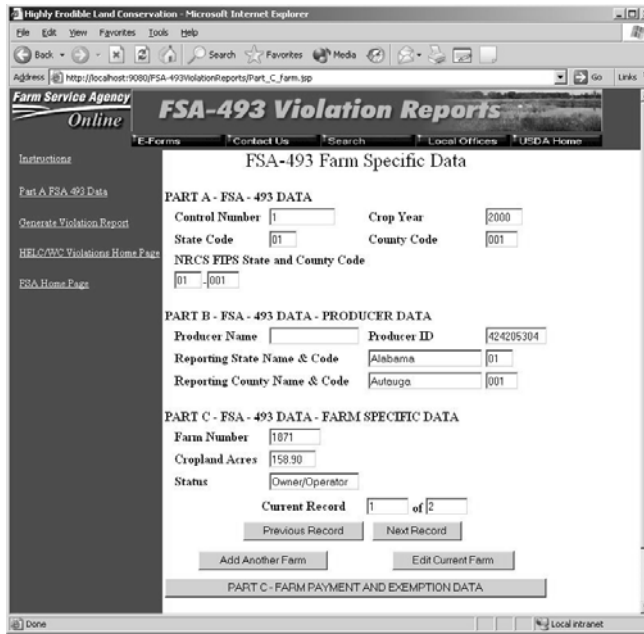 Highly Erodible Land Conservation - Microsoft Internet Explorer
File Edit View Favorites Tools Help
Back Search Favorites Media
Address http://localhost:9080/FSA-493ViolationReports/Part_C_farm.jsp Go Links
Farm Service Agency
Online
FSA-493 Violation Reports
E-Forms Contact Us Search Local Offices USDA Home
Instructions
Part A FSA 493 Data
Generate Violation Report
HELC/WC Violations Home Page
FSA Home Page
FSA-493 Farm Specific Data
PART A - FSA - 493 DATA
Control Number 1 Crop Year 2000
State Code 01 County Code 001
NRCS FIPS State and County Code
01 - 001
PART B - FSA - 493 DATA - PRODUCER DATA
Producer Name Producer ID 424205304
Reporting State Name & Code Alabama 01
Reporting County Name & Code Autauga 001
PART C - FSA - 493 DATA - FARM SPECIFIC DATA
Farm Number 1071
Cropland Acres 158.90
Status Owner/Operator
Current Record 1 of 2
Previous Record Next Record
Add Another Farm Edit Current Farm
PART C - FARM PAYMENT AND EXEMPTION DATA
Done Local intranet